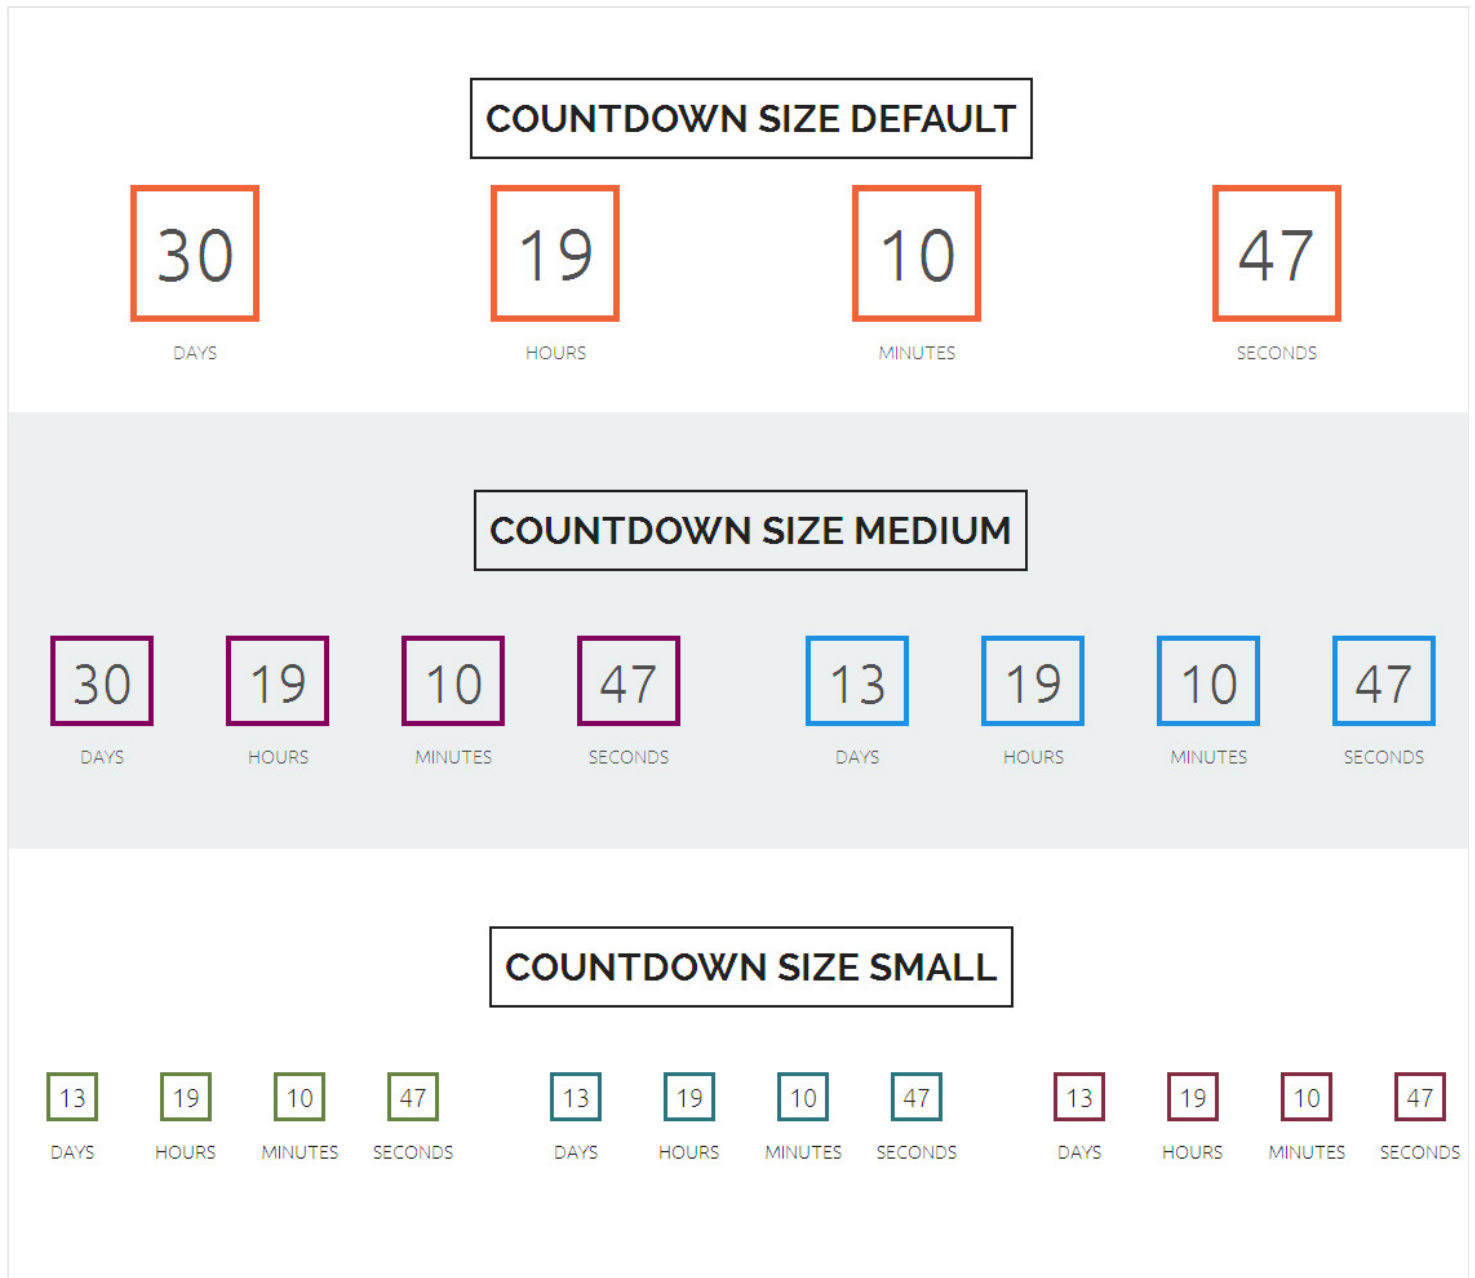 COUNTDOWN SIZE DEFAULT
30 19 10 47
DAYS HOURS MINUTES SECONDS
COUNTDOWN SIZE MEDIUM
30 19 10 47 13 19 10 47
DAYS HOURS MINUTES SECONDS DAYS HOURS MINUTES SECONDS
COUNTDOWN SIZE SMALL
13 19 10 47 13 19 10 47 13 19 10 47
DAYS HOURS MINUTES SECONDS DAYS HOURS MINUTES SECONDS DAYS HOURS MINUTES SECONDS